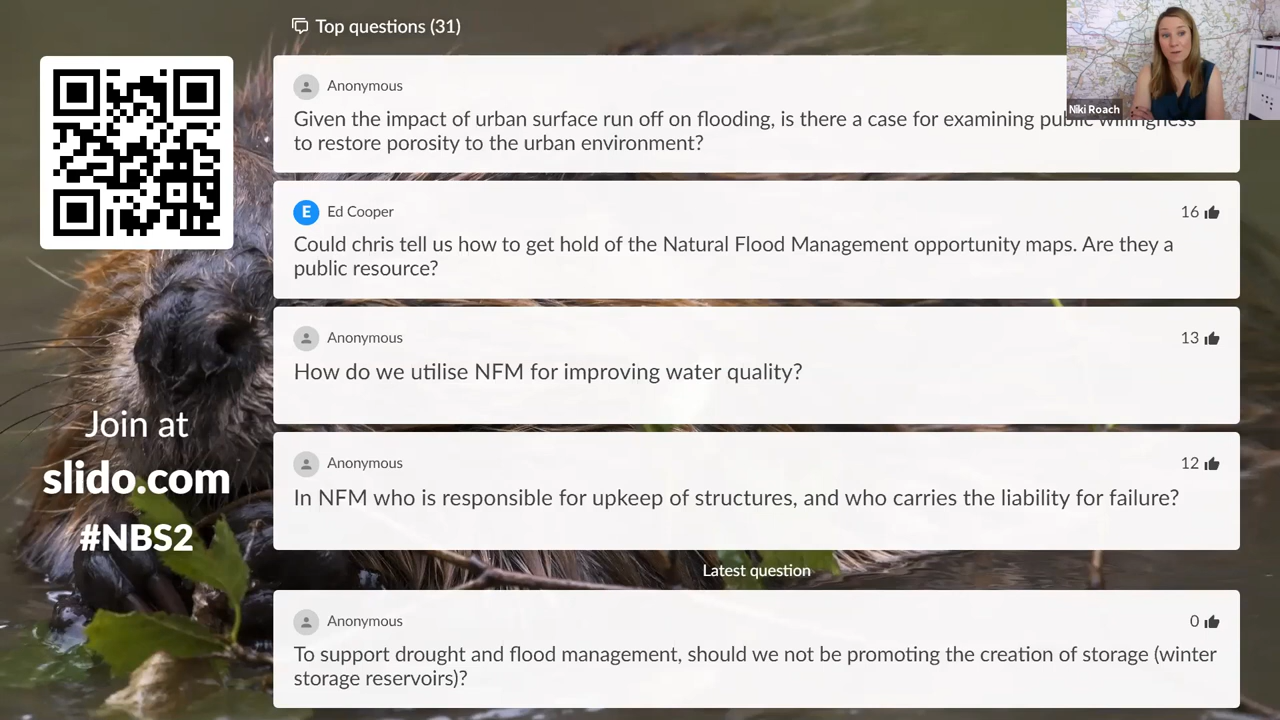 Top questions (31)
Niki Roach
Anonymous
Given the impact of urban surface run off on flooding, is there a case for examining public willingness
to restore porosity to the urban environment?
E
Ed Cooper
16
Could chris tell us how to get hold of the Natural Flood Management opportunity maps. Are they a
public resource?
Anonymous
13
How do we utilise NFM for improving water quality?
Anonymous
12
In NFM who is responsible for upkeep of structures, and who carries the liability for failure?
Latest question
Anonymous
0
To support drought and flood management, should we not be promoting the creation of storage (winter
storage reservoirs)?
Join at
slido.com
#NBS2